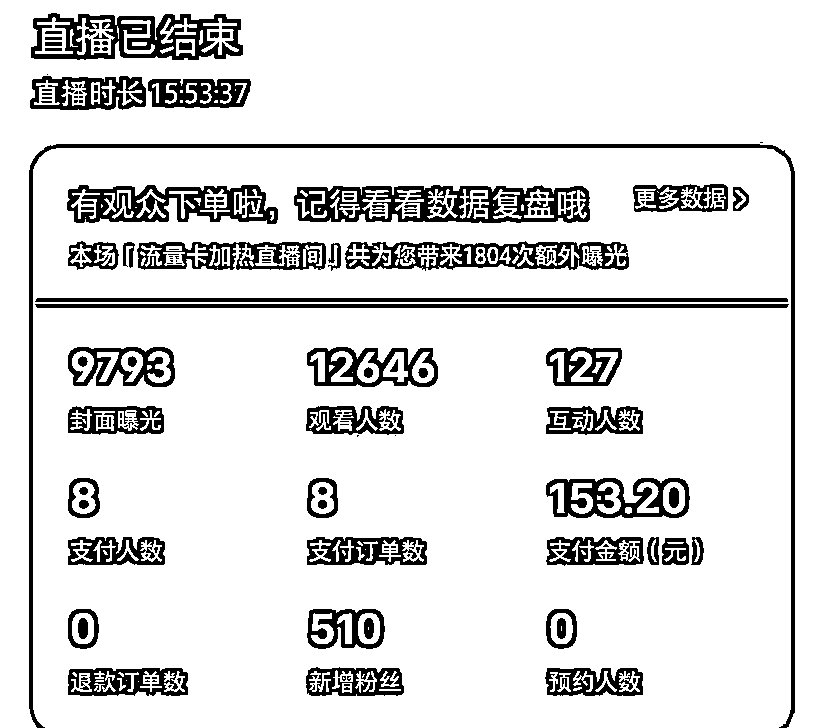 直播已结束
直播时长 15:53:37
有观众下单啦，记得看看数据复盘哦 更多数据 >
本场「流量卡加热直播间」共为您带来1804次额外曝光
9793 12646 127
封面曝光 观看人数 互动人数
8 8 153.20
支付人数 支付订单数 支付金额（元）
0 510 0
退款订单数 新增粉丝 预约人数